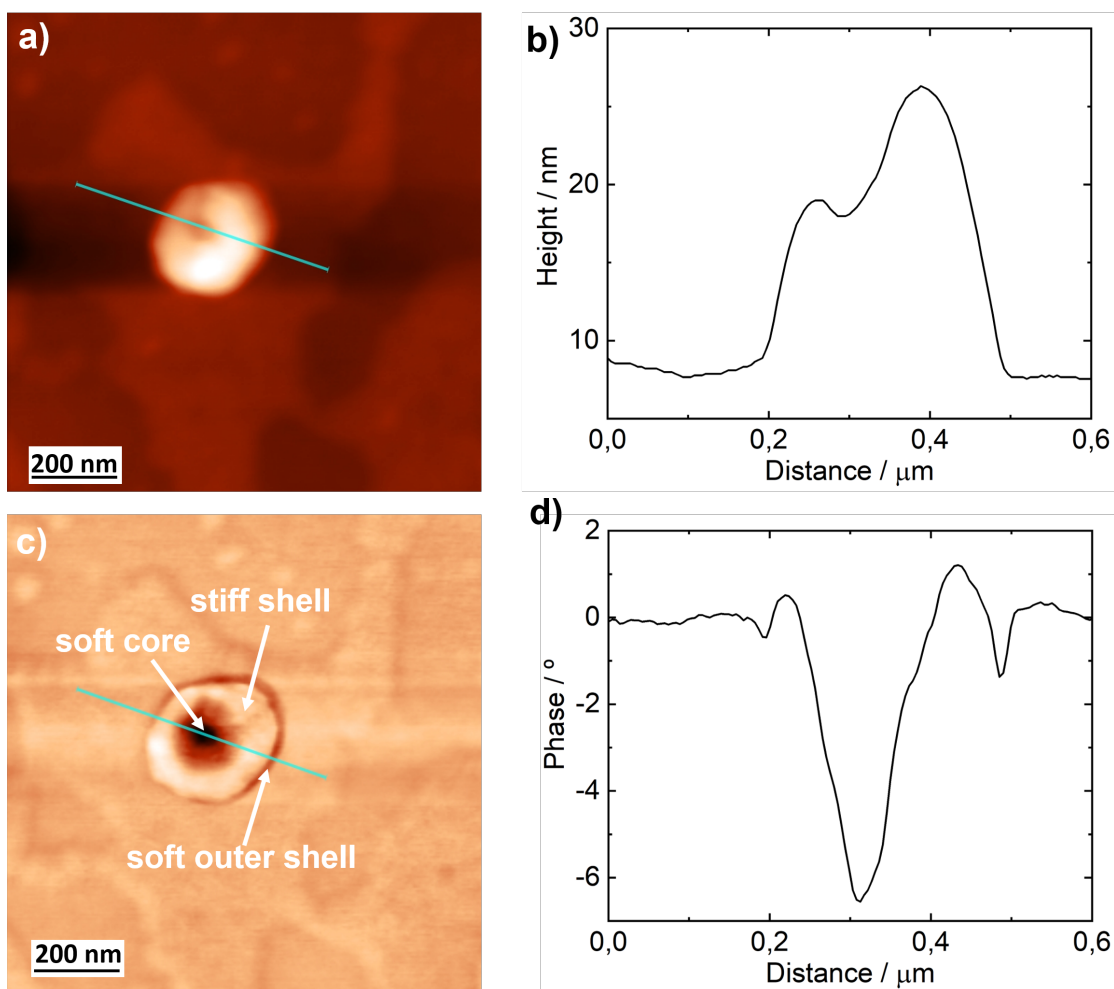 a)
200 nm
b)
30
20
10
Height / nm
0,0 0,2 0,4 0,6
Distance / μm
c)
stiff shell
soft core
soft outer shell
200 nm
d)
2
0
-2
-4
-6
Phase / º
0,0 0,2 0,4 0,6
Distance / μm